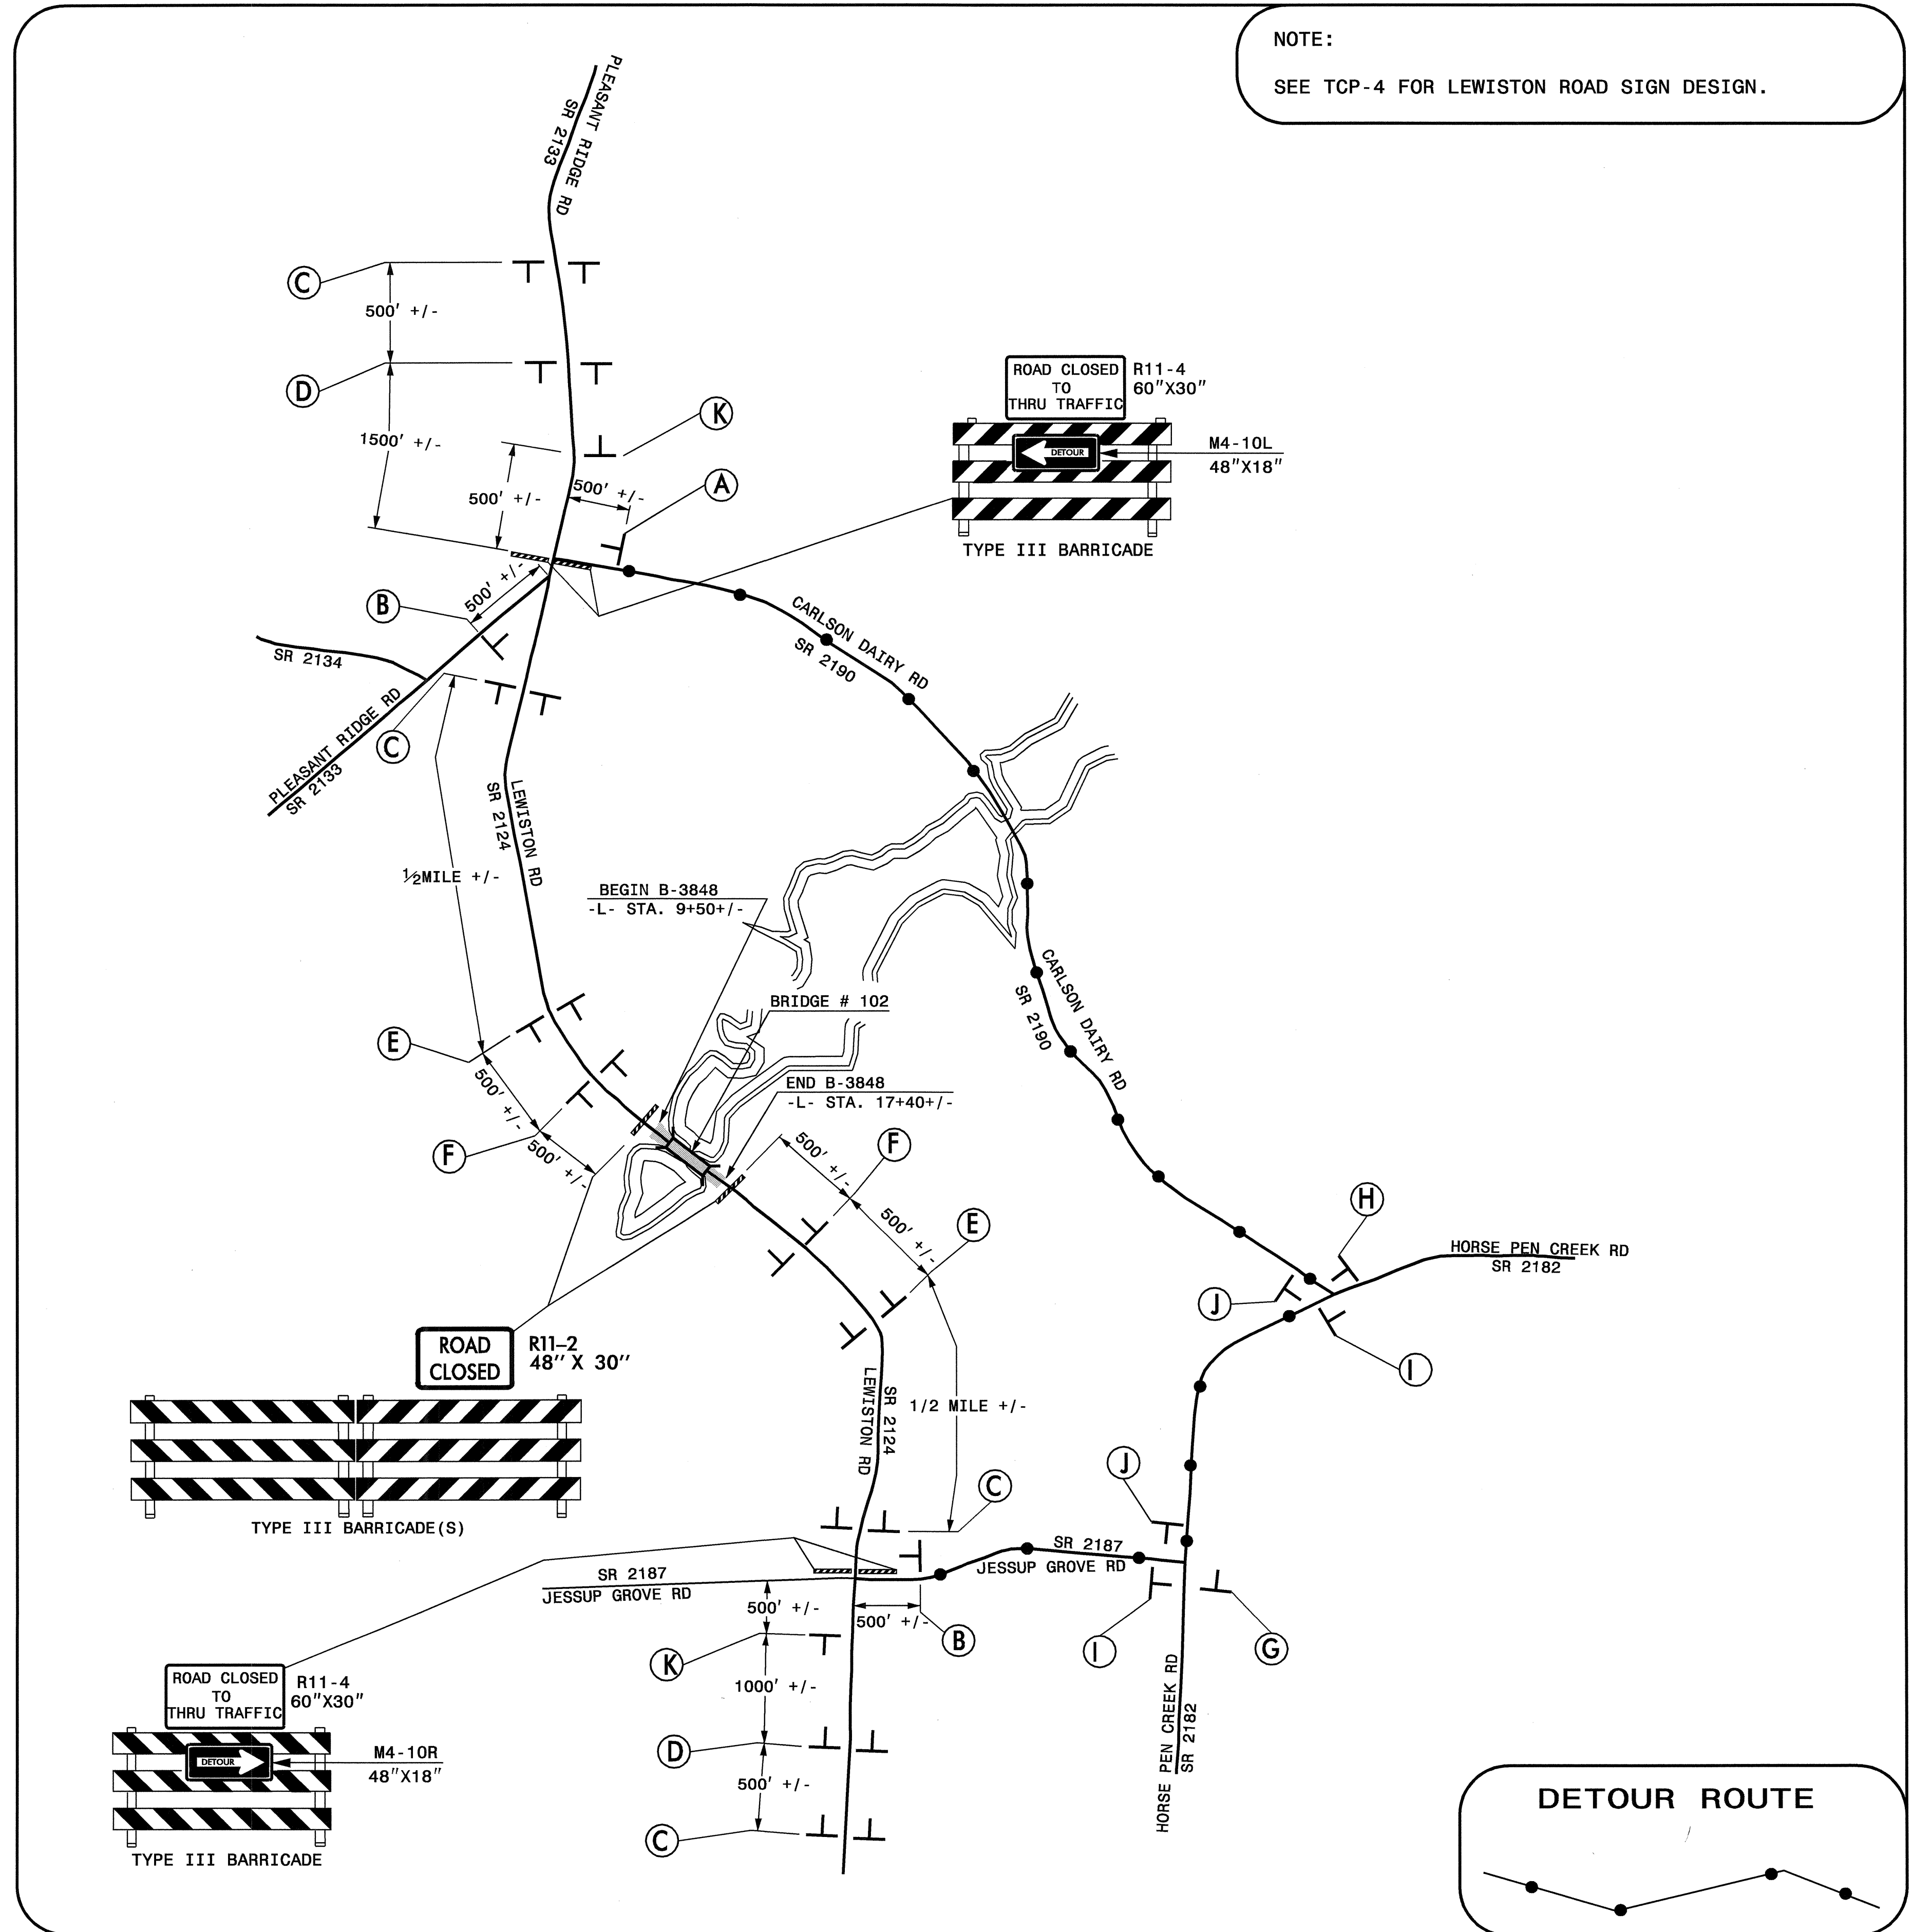 NOTE:
SEE TCP-4 FOR LEWISTON ROAD SIGN DESIGN.
PLEASANT RIDGE RD
SR 2133
C
500' +/-
D
1500' +/-
K
500' +/-
500' +/-
A
ROAD CLOSED
TO
THRU TRAFFIC
R11-4
60"X30"
DETOUR
M4-10L
48"X18"
TYPE III BARRICADE
B
500' +/-
SR 2134
PLEASANT RIDGE RD
SR 2133
C
CARLSON DAIRY RD
SR 2190
LEWISTON RD
SR 2124
½MILE +/-
BEGIN B-3848
-L- STA. 9+50+/-
BRIDGE # 102
CARLSON DAIRY RD
SR 2190
E
500' +/-
END B-3848
-L- STA. 17+40+/-
F
500' +/-
500' +/-
F
500' +/-
E
H
HORSE PEN CREEK RD
SR 2182
J
I
ROAD
CLOSED
R11-2
48" X 30"
TYPE III BARRICADE(S)
SR 2124
LEWISTON RD
1/2 MILE +/-
C
J
SR 2187
JESSUP GROVE RD
SR 2187
JESSUP GROVE RD
500' +/-
500' +/-
B
I
G
K
1000' +/-
HORSE PEN CREEK RD
SR 2182
ROAD CLOSED
TO
THRU TRAFFIC
R11-4
60"X30"
DETOUR
M4-10R
48"X18"
TYPE III BARRICADE
D
500' +/-
C
DETOUR ROUTE